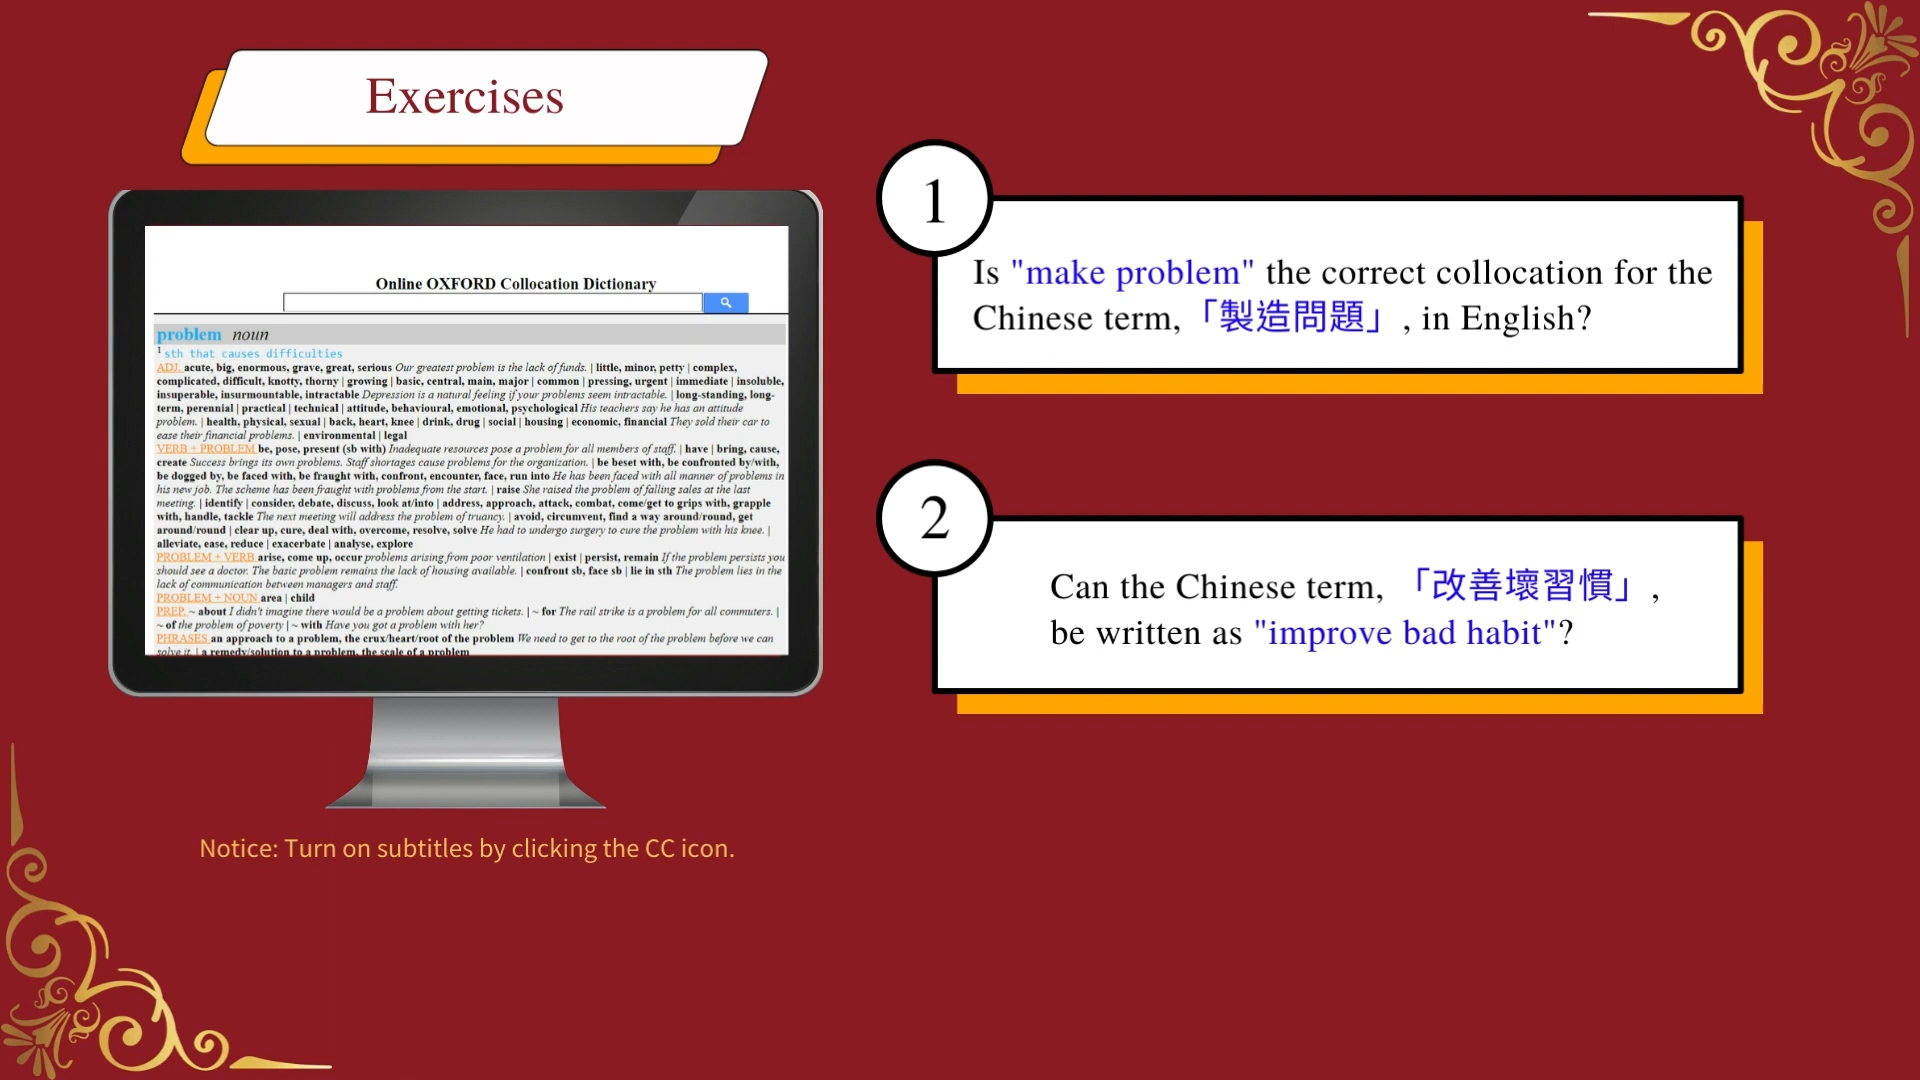 Exercises
Online OXFORD Collocation Dictionary
problem noun
1 sth that causes difficulties
ADJ. acute, big, enormous, grave, great, serious Our greatest problem is the lack of funds. | little, minor, petty | complex,
complicated, difficult, knotty, thorny | growing | basic, central, main, major | common | pressing, urgent | immediate | insoluble,
insuperable, insurmountable, intractable Depression is a natural feeling if your problems seem intractable. | long-standing, long-
term, perennial | practical | technical | attitude, behavioural, emotional, psychological His teachers say he has an attitude
problem. | health, physical, sexual | back, heart, knee | drink, drug | social | housing | economic, financial They sold their car to
ease their financial problems. | environmental | legal
VERB + PROBLEM be, pose, present (sb with) Inadequate resources pose a problem for all members of staff. | have | bring, cause,
create Success brings its own problems. Staff shortages cause problems for the organization. | be beset with, be confronted by/with,
be dogged by, be faced with, be fraught with, confront, encounter, face, run into He has been faced with all manner of problems in
his new job. The scheme has been fraught with problems from the start. | raise She raised the problem of falling sales at the last
meeting. | identify | consider, debate, discuss, look at/into | address, approach, attack, combat, come/get to grips with, grapple
with, handle, tackle The next meeting will address the problem of truancy. | avoid, circumvent, find a way around/round, get
around/round | clear up, cure, deal with, overcome, resolve, solve He had to undergo surgery to cure the problem with his knee. |
alleviate, ease, reduce | exacerbate | analyse, explore
PROBLEM + VERB arise, come up, occur problems arising from poor ventilation | exist | persist, remain If the problem persists you
should see a doctor. The basic problem remains the lack of housing available. | confront sb, face sb | lie in sth The problem lies in the
lack of communication between managers and staff.
PROBLEM + NOUN area | child
PREP. ~ about I didn't imagine there would be a problem about getting tickets. | ~ for The rail strike is a problem for all commuters. |
~ of the problem of poverty | ~ with Have you got a problem with her?
PHRASES an approach to a problem, the crux/heart/root of the problem We need to get to the root of the problem before we can
solve it. | a remedy/solution to a problem, the scale of a problem
Notice: Turn on subtitles by clicking the CC icon.
1
Is "make problem" the correct collocation for the
Chinese term,「製造問題」, in English?
2
Can the Chinese term, 「改善壞習慣」,
be written as "improve bad habit"?